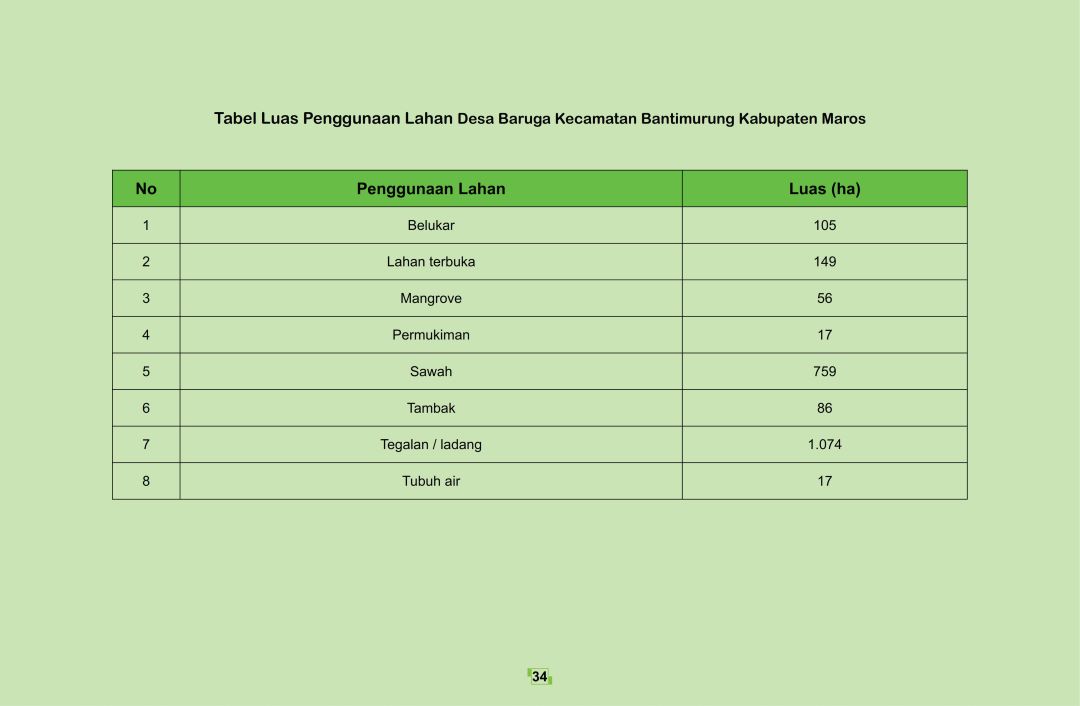 Tabel Luas Penggunaan Lahan Desa Baruga Kecamatan Bantimurung Kabupaten Maros
No Penggunaan Lahan Luas (ha)
1 Belukar 105
2 Lahan terbuka 149
3 Mangrove 56
4 Permukiman 17
5 Sawah 759
6 Tambak 86
7 Tegalan / ladang 1.074
8 Tubuh air 17
34